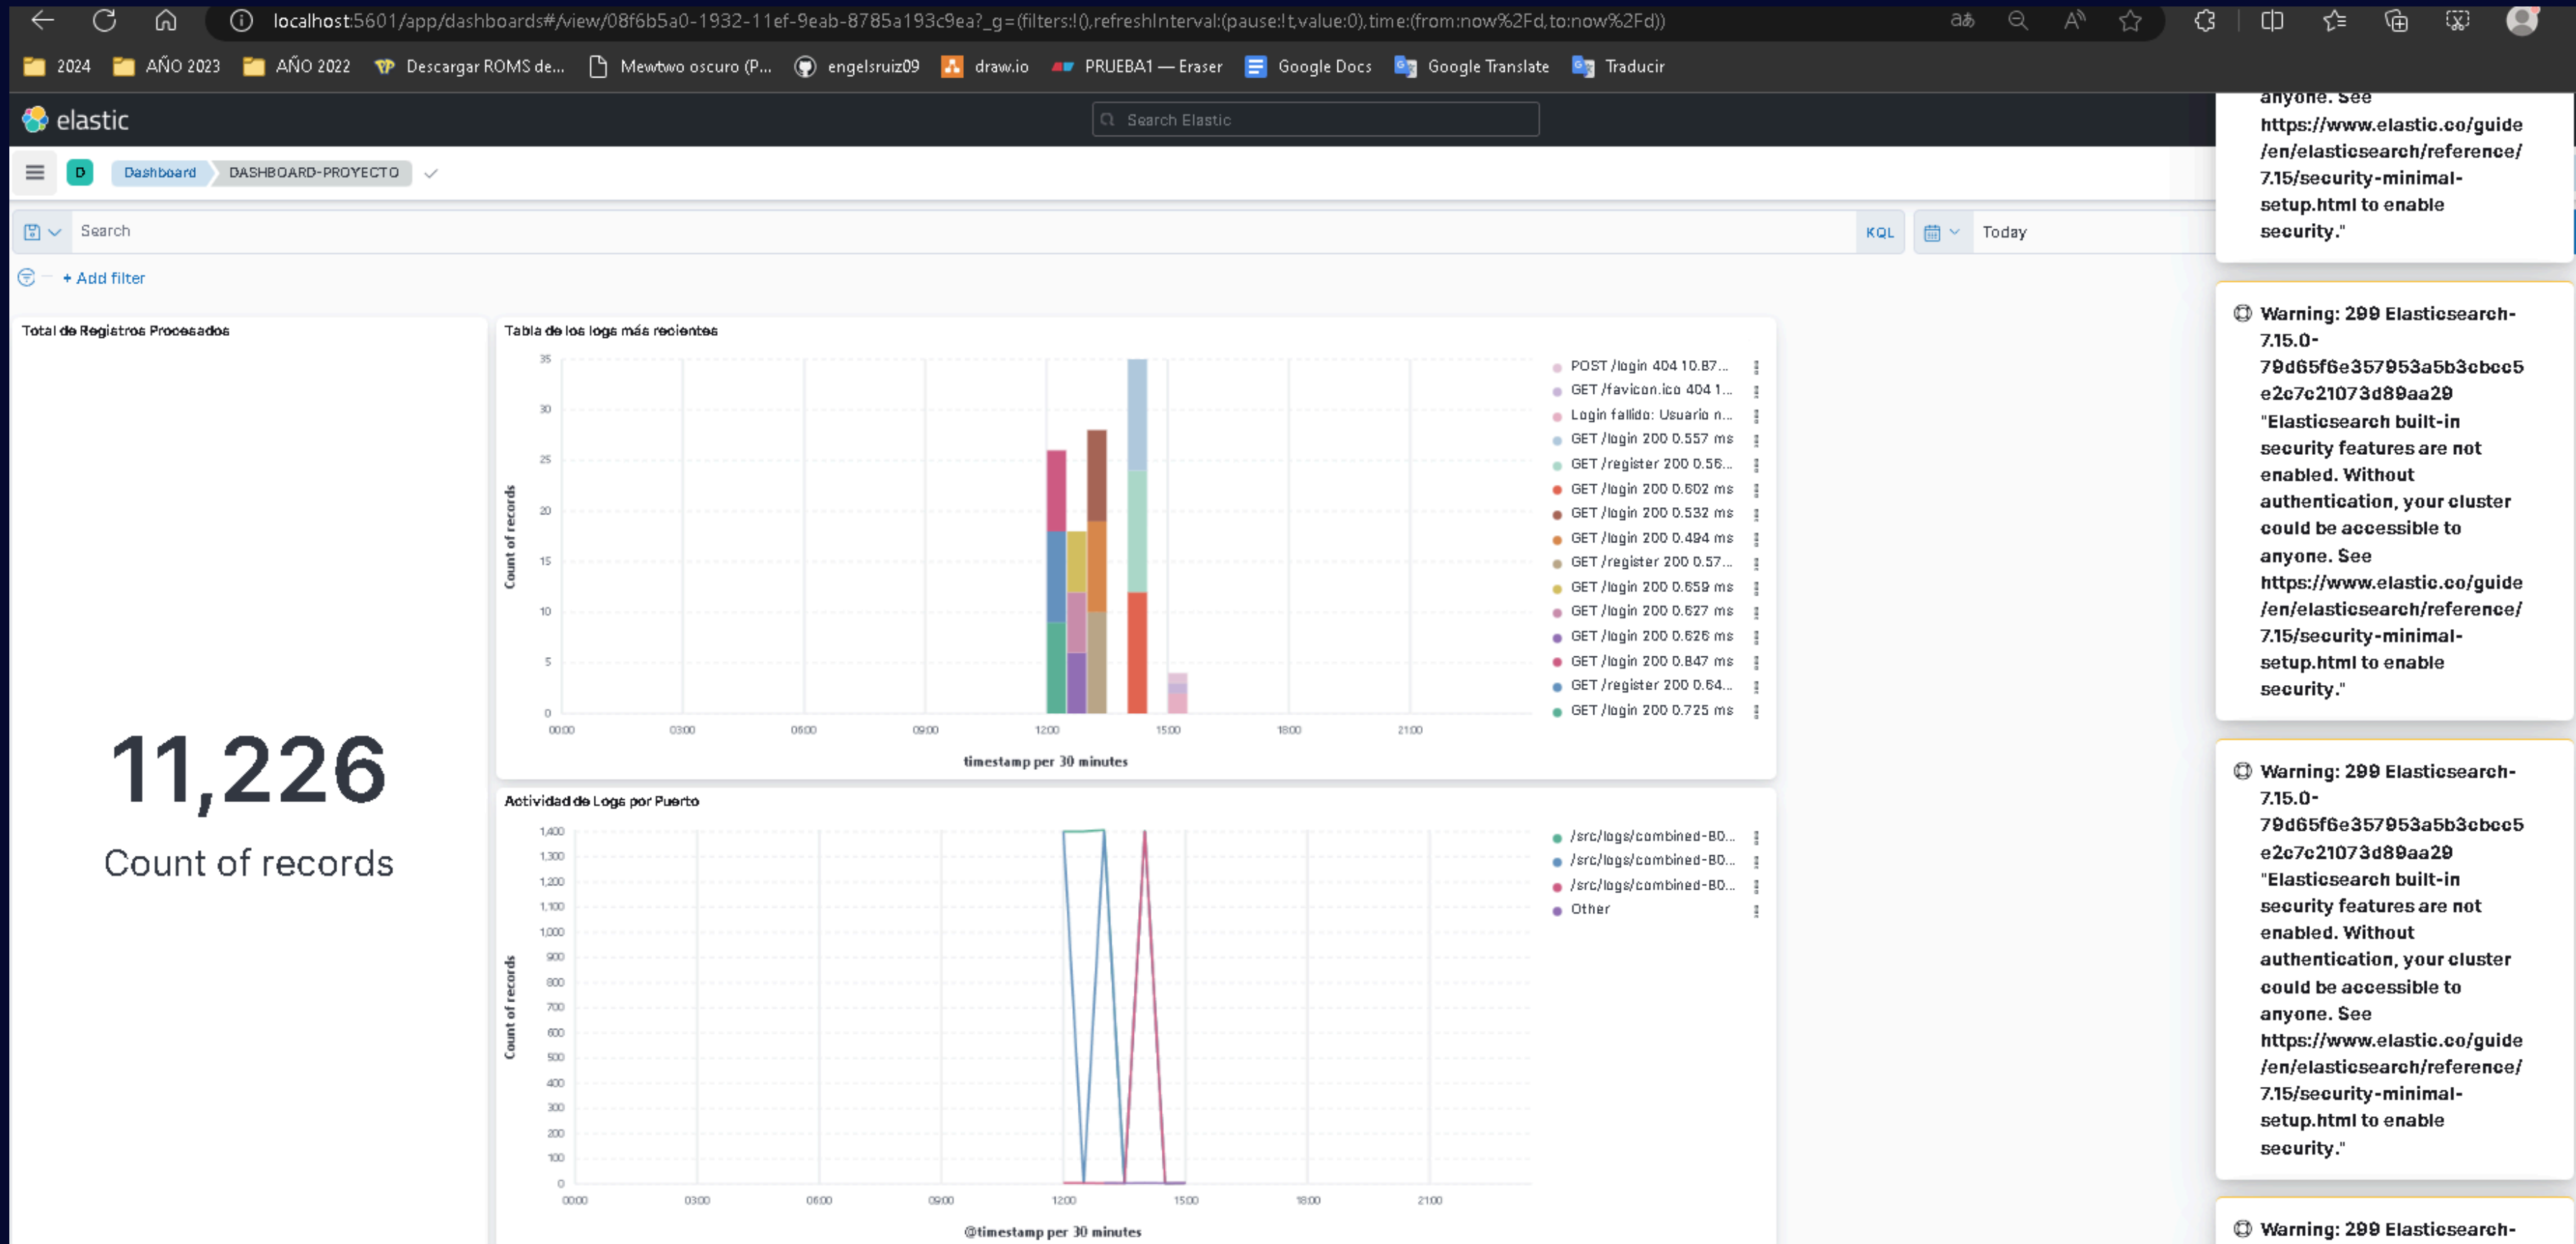 localhost:5601/app/dashboards#/view/08f6b5a0-1932-11ef-9eab-8785a193c9ea?_g=(filters:!(),refreshInterval:(pause:!t,value:0),time:(from:now%2Fd,to:now%2Fd))
2024 AÑO 2023 AÑO 2022 Descargar ROMS de... Mewtwo oscuro (P... engelsruiz09 draw.io PRUEBA1 — Eraser Google Docs Google Translate Traducir
elastic
Search Elastic
D Dashboard DASHBOARD-PROYECTO
Search KQL Today
+ Add filter
Total de Registros Procesados
11,226
Count of records
Tabla de los logs más recientes
Count of records
35
30
25
20
15
10
5
0
00:00 03:00 06:00 09:00 12:00 15:00 18:00 21:00
timestamp per 30 minutes
POST /login 404 10.87...
GET /favicon.ico 404 1...
Login fallido: Usuario n...
GET /login 200 0.557 ms
GET /register 200 0.56...
GET /login 200 0.602 ms
GET /login 200 0.532 ms
GET /login 200 0.494 ms
GET /register 200 0.57...
GET /login 200 0.659 ms
GET /login 200 0.627 ms
GET /login 200 0.626 ms
GET /login 200 0.847 ms
GET /register 200 0.64...
GET /login 200 0.725 ms
Actividad de Logs por Puerto
Count of records
1,400
1,300
1,200
1,100
1,000
900
800
700
600
500
400
300
200
100
0
00:00 03:00 06:00 09:00 12:00 15:00 18:00 21:00
@timestamp per 30 minutes
/src/logs/combined-80...
/src/logs/combined-80...
/src/logs/combined-80...
Other
anyone. See
https://www.elastic.co/guide
/en/elasticsearch/reference/
7.15/security-minimal-
setup.html to enable
security."
Warning: 299 Elasticsearch-
7.15.0-
79d65f6e357953a5b3cbcc5
e2c7c21073d89aa29
"Elasticsearch built-in
security features are not
enabled. Without
authentication, your cluster
could be accessible to
anyone. See
https://www.elastic.co/guide
/en/elasticsearch/reference/
7.15/security-minimal-
setup.html to enable
security."
Warning: 299 Elasticsearch-
7.15.0-
79d65f6e357953a5b3cbcc5
e2c7c21073d89aa29
"Elasticsearch built-in
security features are not
enabled. Without
authentication, your cluster
could be accessible to
anyone. See
https://www.elastic.co/guide
/en/elasticsearch/reference/
7.15/security-minimal-
setup.html to enable
security."
Warning: 299 Elasticsearch-